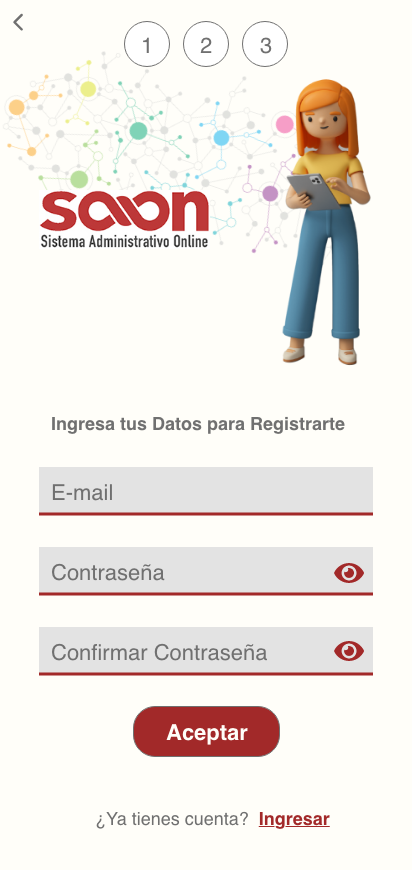 1 2 3
saon
Sistema Administrativo Online
Ingresa tus Datos para Registrarte
E-mail
Contraseña
Confirmar Contraseña
Aceptar
¿Ya tienes cuenta? Ingresar